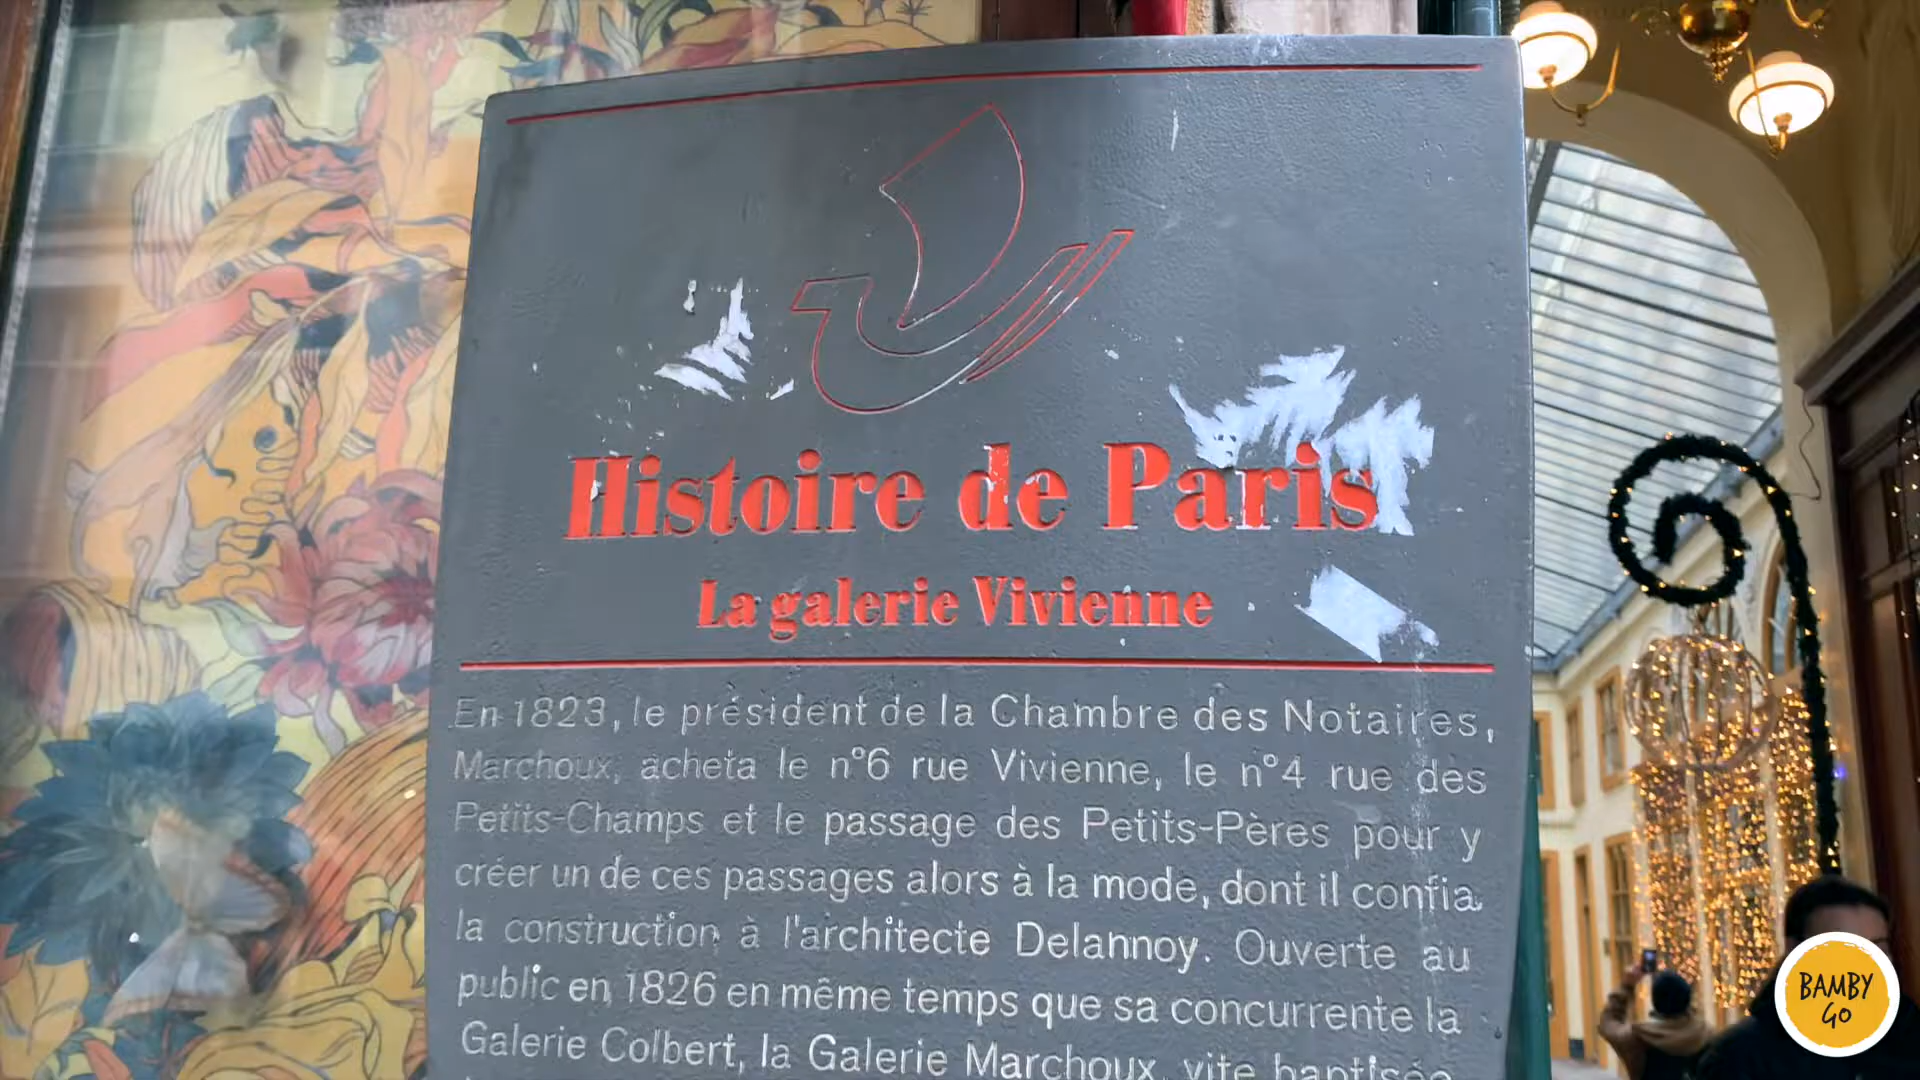 Histoire de Paris
La galerie Vivienne
En 1823, le président de la Chambre des Notaires,
Marchoux, acheta le n°6 rue Vivienne, le n°4 rue des
Petits-Champs et le passage des Petits-Pères pour y
créer un de ces passages alors à la mode, dont il confia
la construction à l'architecte Delannoy. Ouverte au
public en 1826 en même temps que sa concurrente la
Galerie Colbert, la Galerie Marchoux, vite baptisée
BAMBY
GO